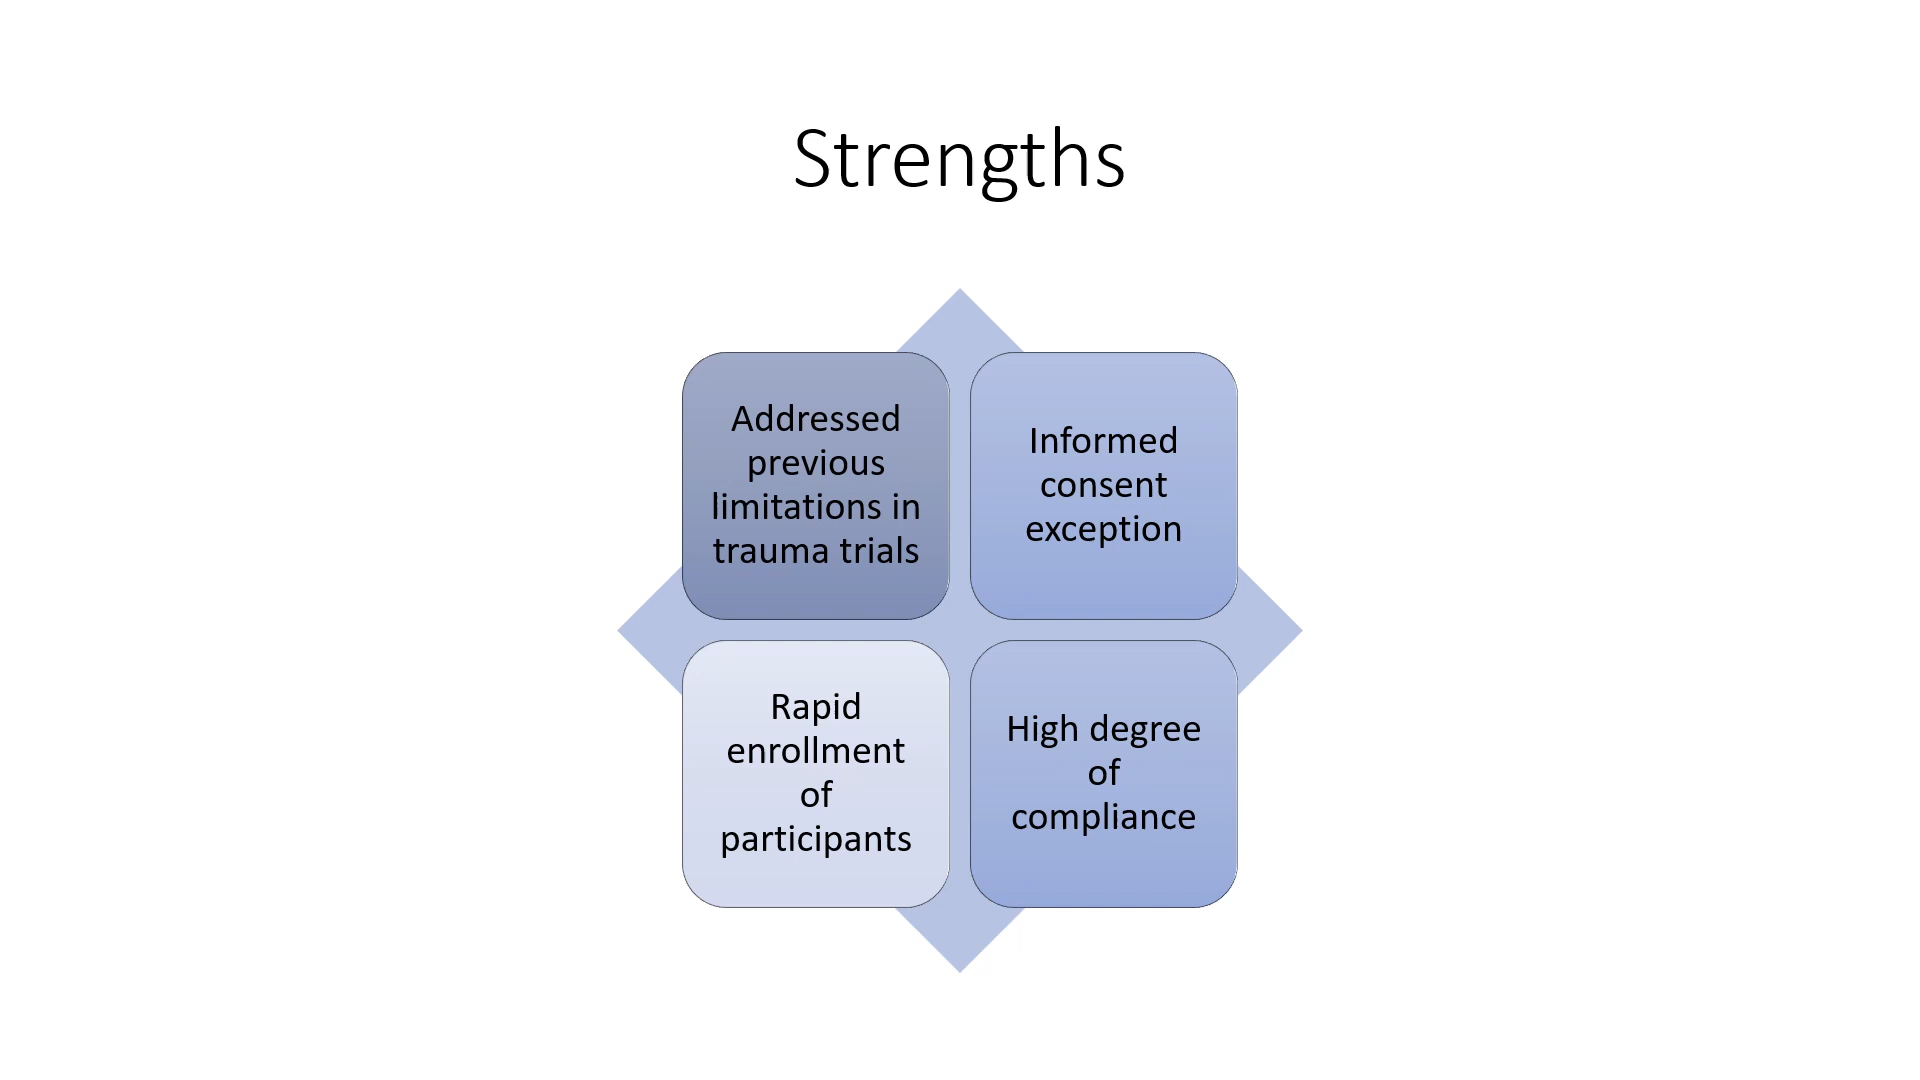 Strengths
Addressed
previous
limitations in
trauma trials
Informed
consent
exception
Rapid
enrollment
of
participants
High degree
of
compliance